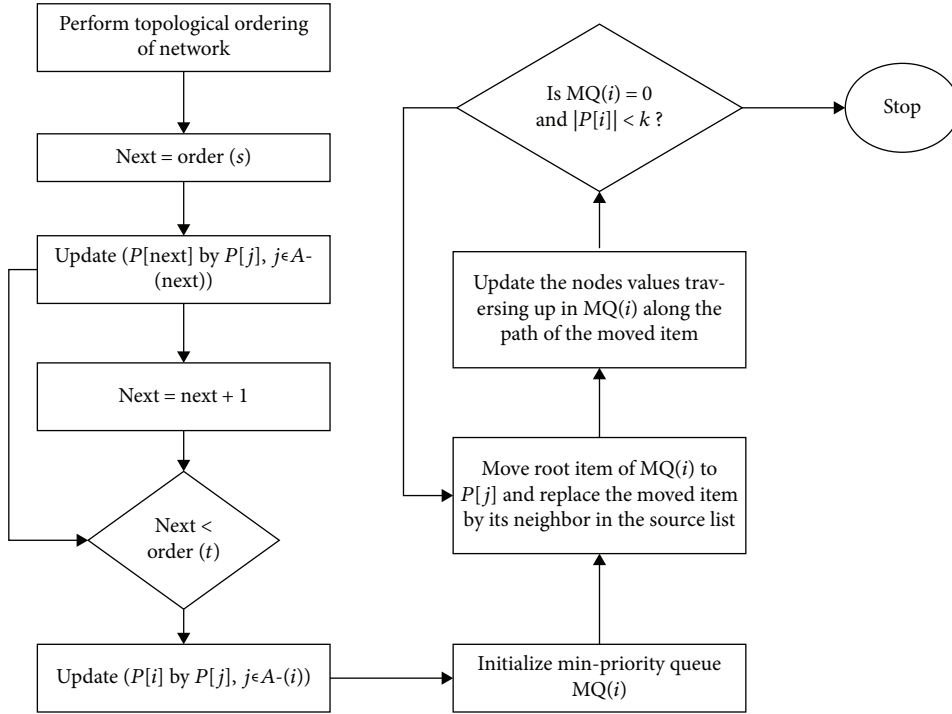 Perform topological ordering
of network
Next = order (s)
Update (P[next] by P[j], jϵA-
(next))
Next = next + 1
Next <
order (t)
Update (P[i] by P[j], jϵA-(i))
Initialize min-priority queue
MQ(i)
Move root item of MQ(i) to
P[j] and replace the moved item
by its neighbor in the source list
Update the nodes values trav-
ersing up in MQ(i) along the
path of the moved item
Is MQ(i) = 0
and |P[i]| < k ?
Stop